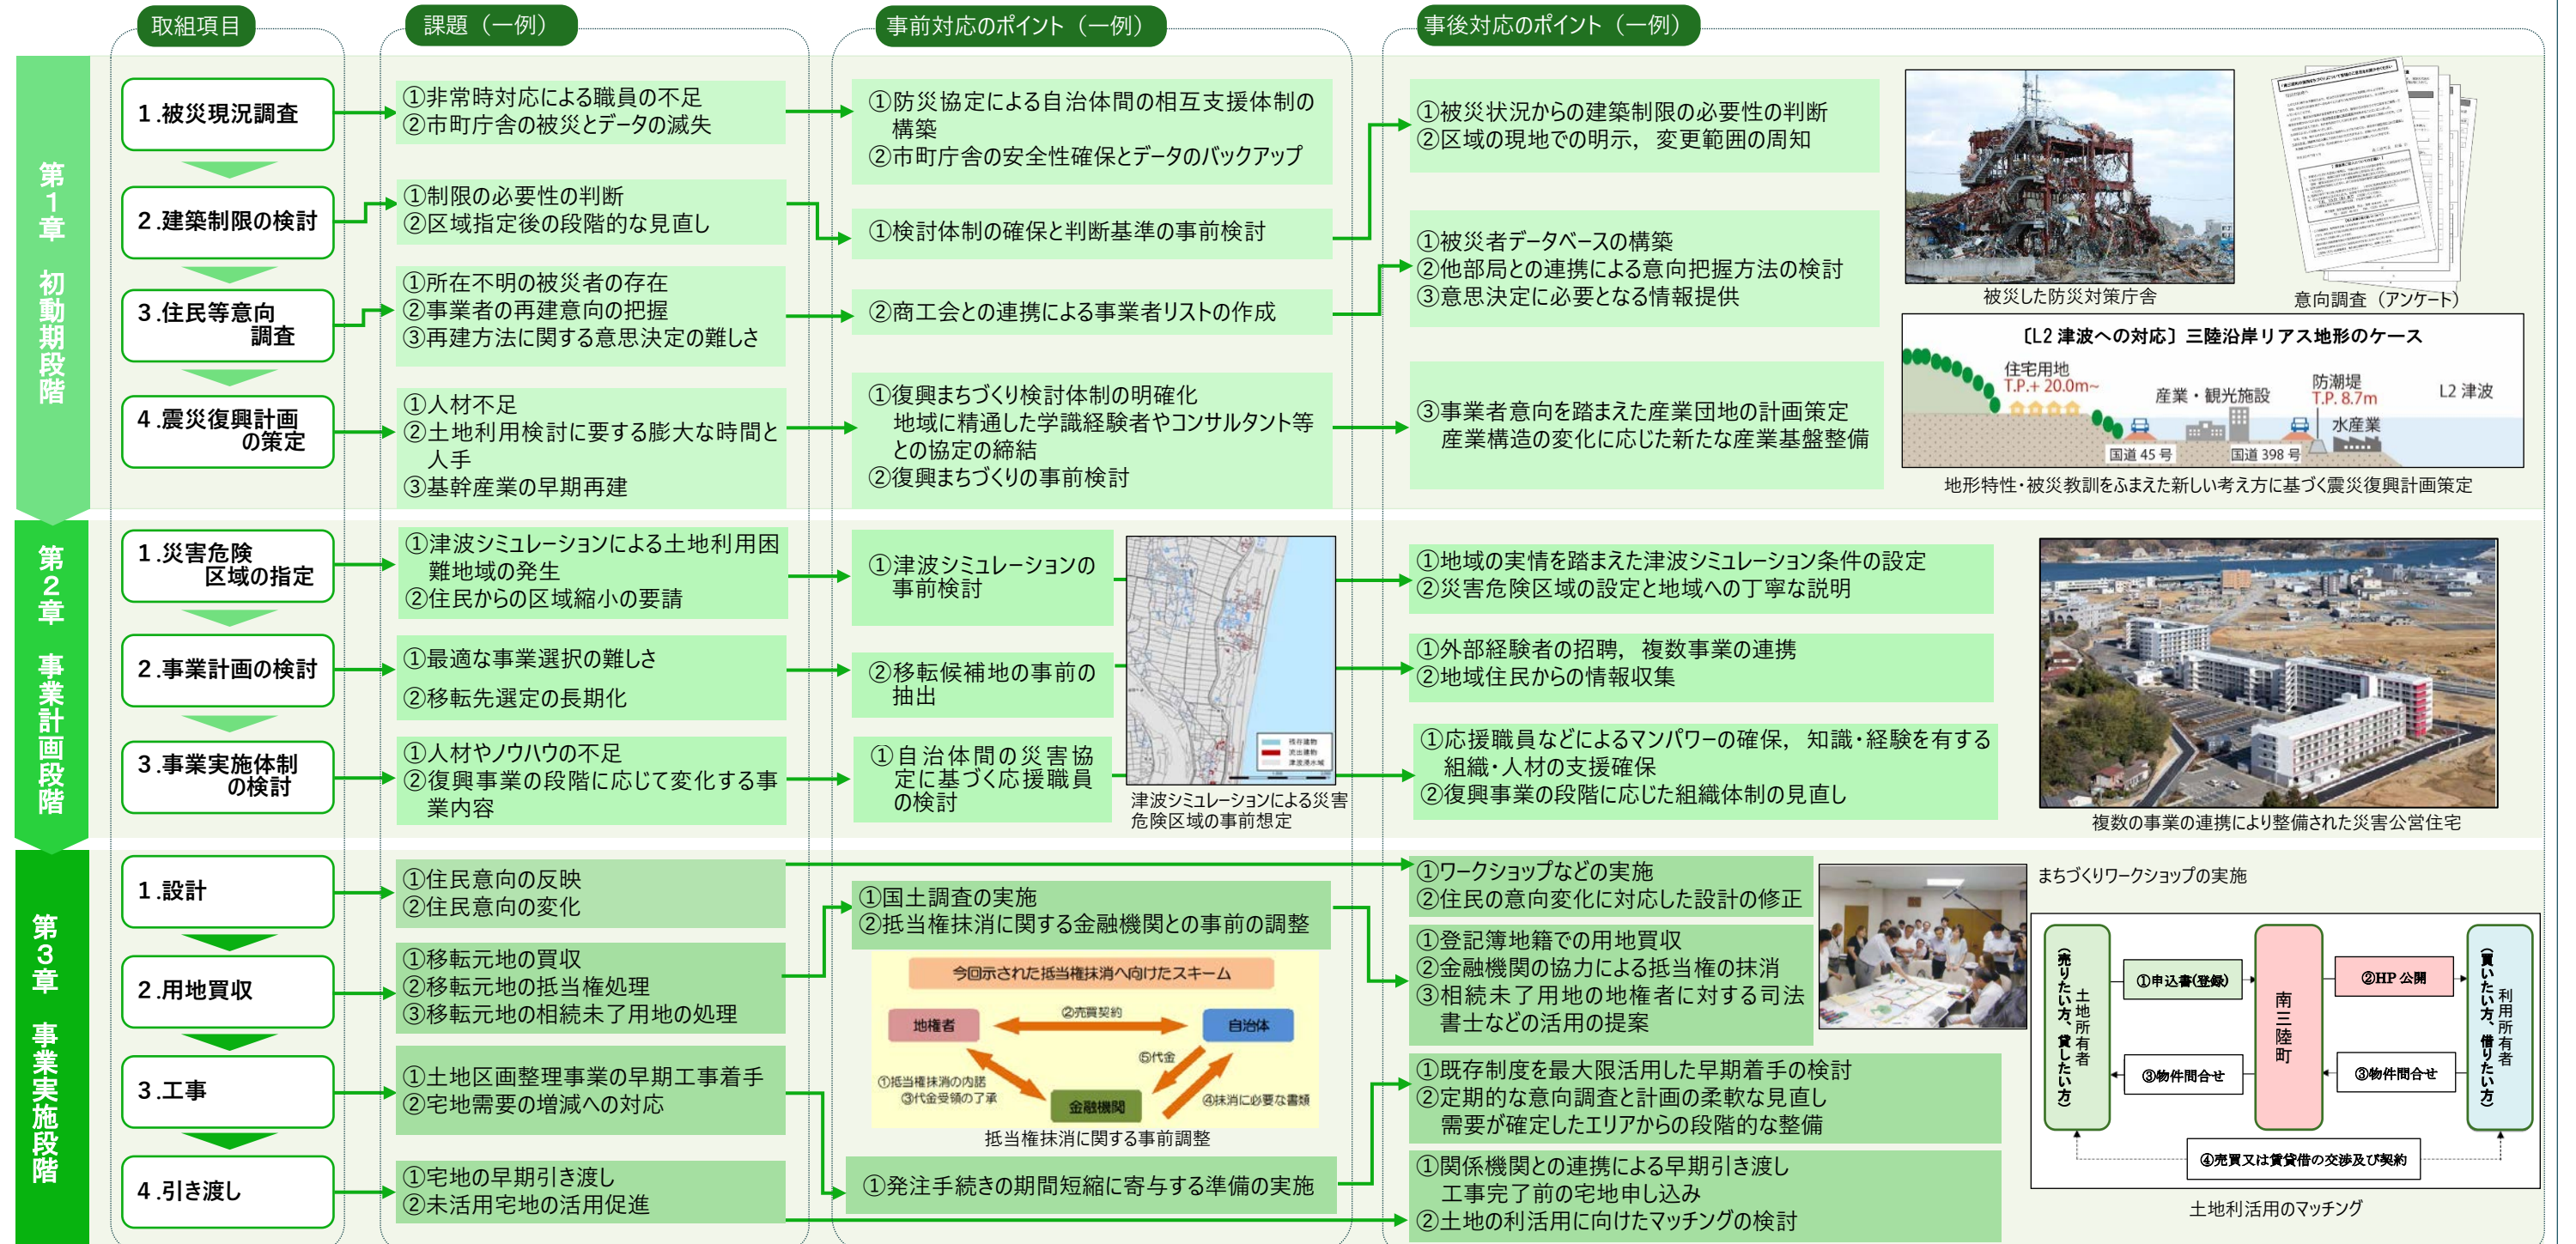 取組項目
課題（一例）
事前対応のポイント（一例）
事後対応のポイント（一例）
第１章　初動期段階
1.被災現況調査
①非常時対応による職員の不足
②市町庁舎の被災とデータの滅失
①防災協定による自治体間の相互支援体制の
構築
②市町庁舎の安全性確保とデータのバックアップ
①被災状況からの建築制限の必要性の判断
②区域の現地での明示，変更範囲の周知
2.建築制限の検討
①制限の必要性の判断
②区域指定後の段階的な見直し
①検討体制の確保と判断基準の事前検討
3.住民等意向
調査
①所在不明の被災者の存在
②事業者の再建意向の把握
③再建方法に関する意思決定の難しさ
②商工会との連携による事業者リストの作成
①被災者データベースの構築
②他部局との連携による意向把握方法の検討
③意思決定に必要となる情報提供
4.震災復興計画
の策定
①人材不足
②土地利用検討に要する膨大な時間と
人手
③基幹産業の早期再建
①復興まちづくり検討体制の明確化
地域に精通した学識経験者やコンサルタント等
との協定の締結
②復興まちづくりの事前検討
③事業者意向を踏まえた産業団地の計画策定
産業構造の変化に応じた新たな産業基盤整備
被災した防災対策庁舎
意向調査（アンケート）
〔L2 津波への対応〕三陸沿岸リアス地形のケース
住宅用地
T.P.+ 20.0m~
産業・観光施設
防潮堤
T.P. 8.7m
L2 津波
水産業
国道 45 号
国道 398 号
地形特性・被災教訓をふまえた新しい考え方に基づく震災復興計画策定
第２章　事業計画段階
1.災害危険
区域の指定
①津波シミュレーションによる土地利用困
難地域の発生
②住民からの区域縮小の要請
①津波シミュレーションの
事前検討
①地域の実情を踏まえた津波シミュレーション条件の設定
②災害危険区域の設定と地域への丁寧な説明
2.事業計画の検討
①最適な事業選択の難しさ
②移転先選定の長期化
②移転候補地の事前の
抽出
①外部経験者の招聘，複数事業の連携
②地域住民からの情報収集
3.事業実施体制
の検討
①人材やノウハウの不足
②復興事業の段階に応じて変化する事
業内容
①自治体間の災害協
定に基づく応援職員
の検討
①応援職員などによるマンパワーの確保，知識・経験を有する
組織・人材の支援確保
②復興事業の段階に応じた組織体制の見直し
残存建物
流出建物
津波浸水域
津波シミュレーションによる災害
危険区域の事前想定
複数の事業の連携により整備された災害公営住宅
第３章　事業実施段階
1.設計
①住民意向の反映
②住民意向の変化
①ワークショップなどの実施
②住民の意向変化に対応した設計の修正
2.用地買収
①移転元地の買収
②移転元地の抵当権処理
③移転元地の相続未了用地の処理
①国土調査の実施
②抵当権抹消に関する金融機関との事前の調整
①登記簿地籍での用地買収
②金融機関の協力による抵当権の抹消
③相続未了用地の地権者に対する司法
書士などの活用の提案
今回示された抵当権抹消へ向けたスキーム
地権者
②売買契約
自治体
⑤代金
①抵当権抹消の内諾
③代金受領の了承
④抹消に必要な書類
金融機関
抵当権抹消に関する事前調整
3.工事
①土地区画整理事業の早期工事着手
②宅地需要の増減への対応
①発注手続きの期間短縮に寄与する準備の実施
①既存制度を最大限活用した早期着手の検討
②定期的な意向調査と計画の柔軟な見直し
需要が確定したエリアからの段階的な整備
4.引き渡し
①宅地の早期引き渡し
②未活用宅地の活用促進
①関係機関との連携による早期引き渡し
工事完了前の宅地申し込み
②土地の利活用に向けたマッチングの検討
まちづくりワークショップの実施
土地所有者
（売りたい方、貸したい方）
①申込書(登録)
南三陸町
②HP 公開
利用所有者
（買いたい方、借りたい方）
③物件問合せ
③物件問合せ
④売買又は賃貸借の交渉及び契約
土地利活用のマッチング